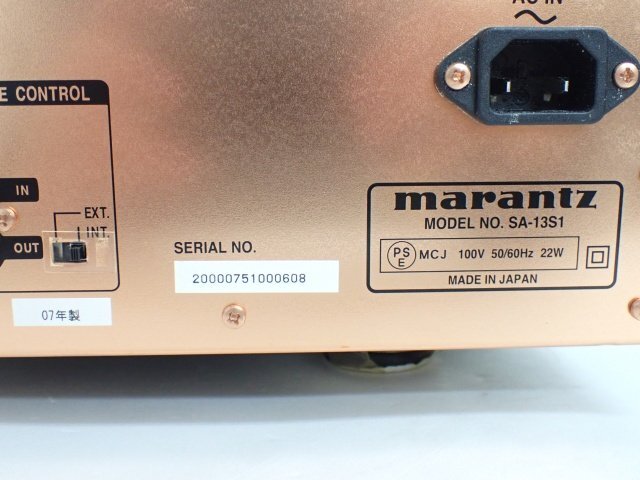 AC IN
E CONTROL
IN
EXT.
INT.
OUT
SERIAL NO.
20000751000608
07年製
marantz
MODEL NO. SA-13S1
PS
E
MCJ 100V 50/60Hz 22W
MADE IN JAPAN